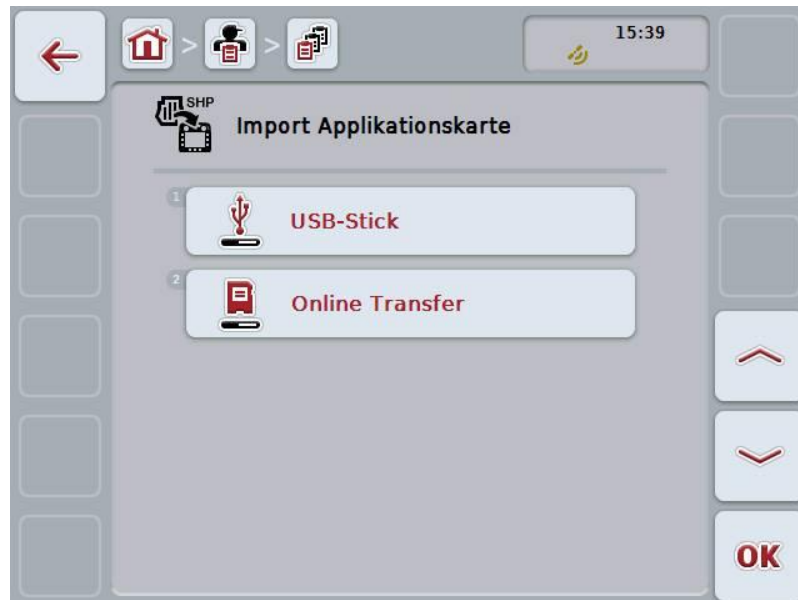 15:39
SHP
Import Applikationskarte
1
USB-Stick
2
Online Transfer
OK